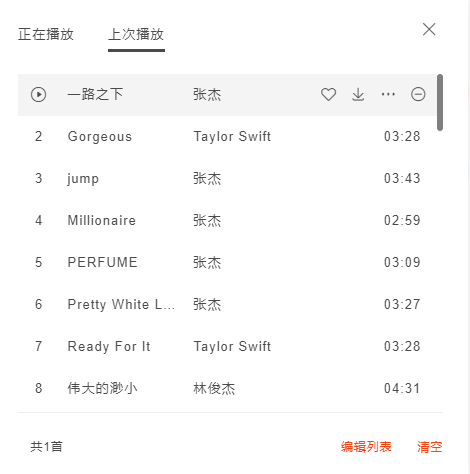 正在播放 上次播放
一路之下 张杰
2 Gorgeous Taylor Swift 03:28
3 jump 张杰 03:43
4 Millionaire 张杰 02:59
5 PERFUME 张杰 03:09
6 Pretty White L... 张杰 03:27
7 Ready For It Taylor Swift 03:28
8 伟大的渺小 林俊杰 04:31
共1首 编辑列表 清空